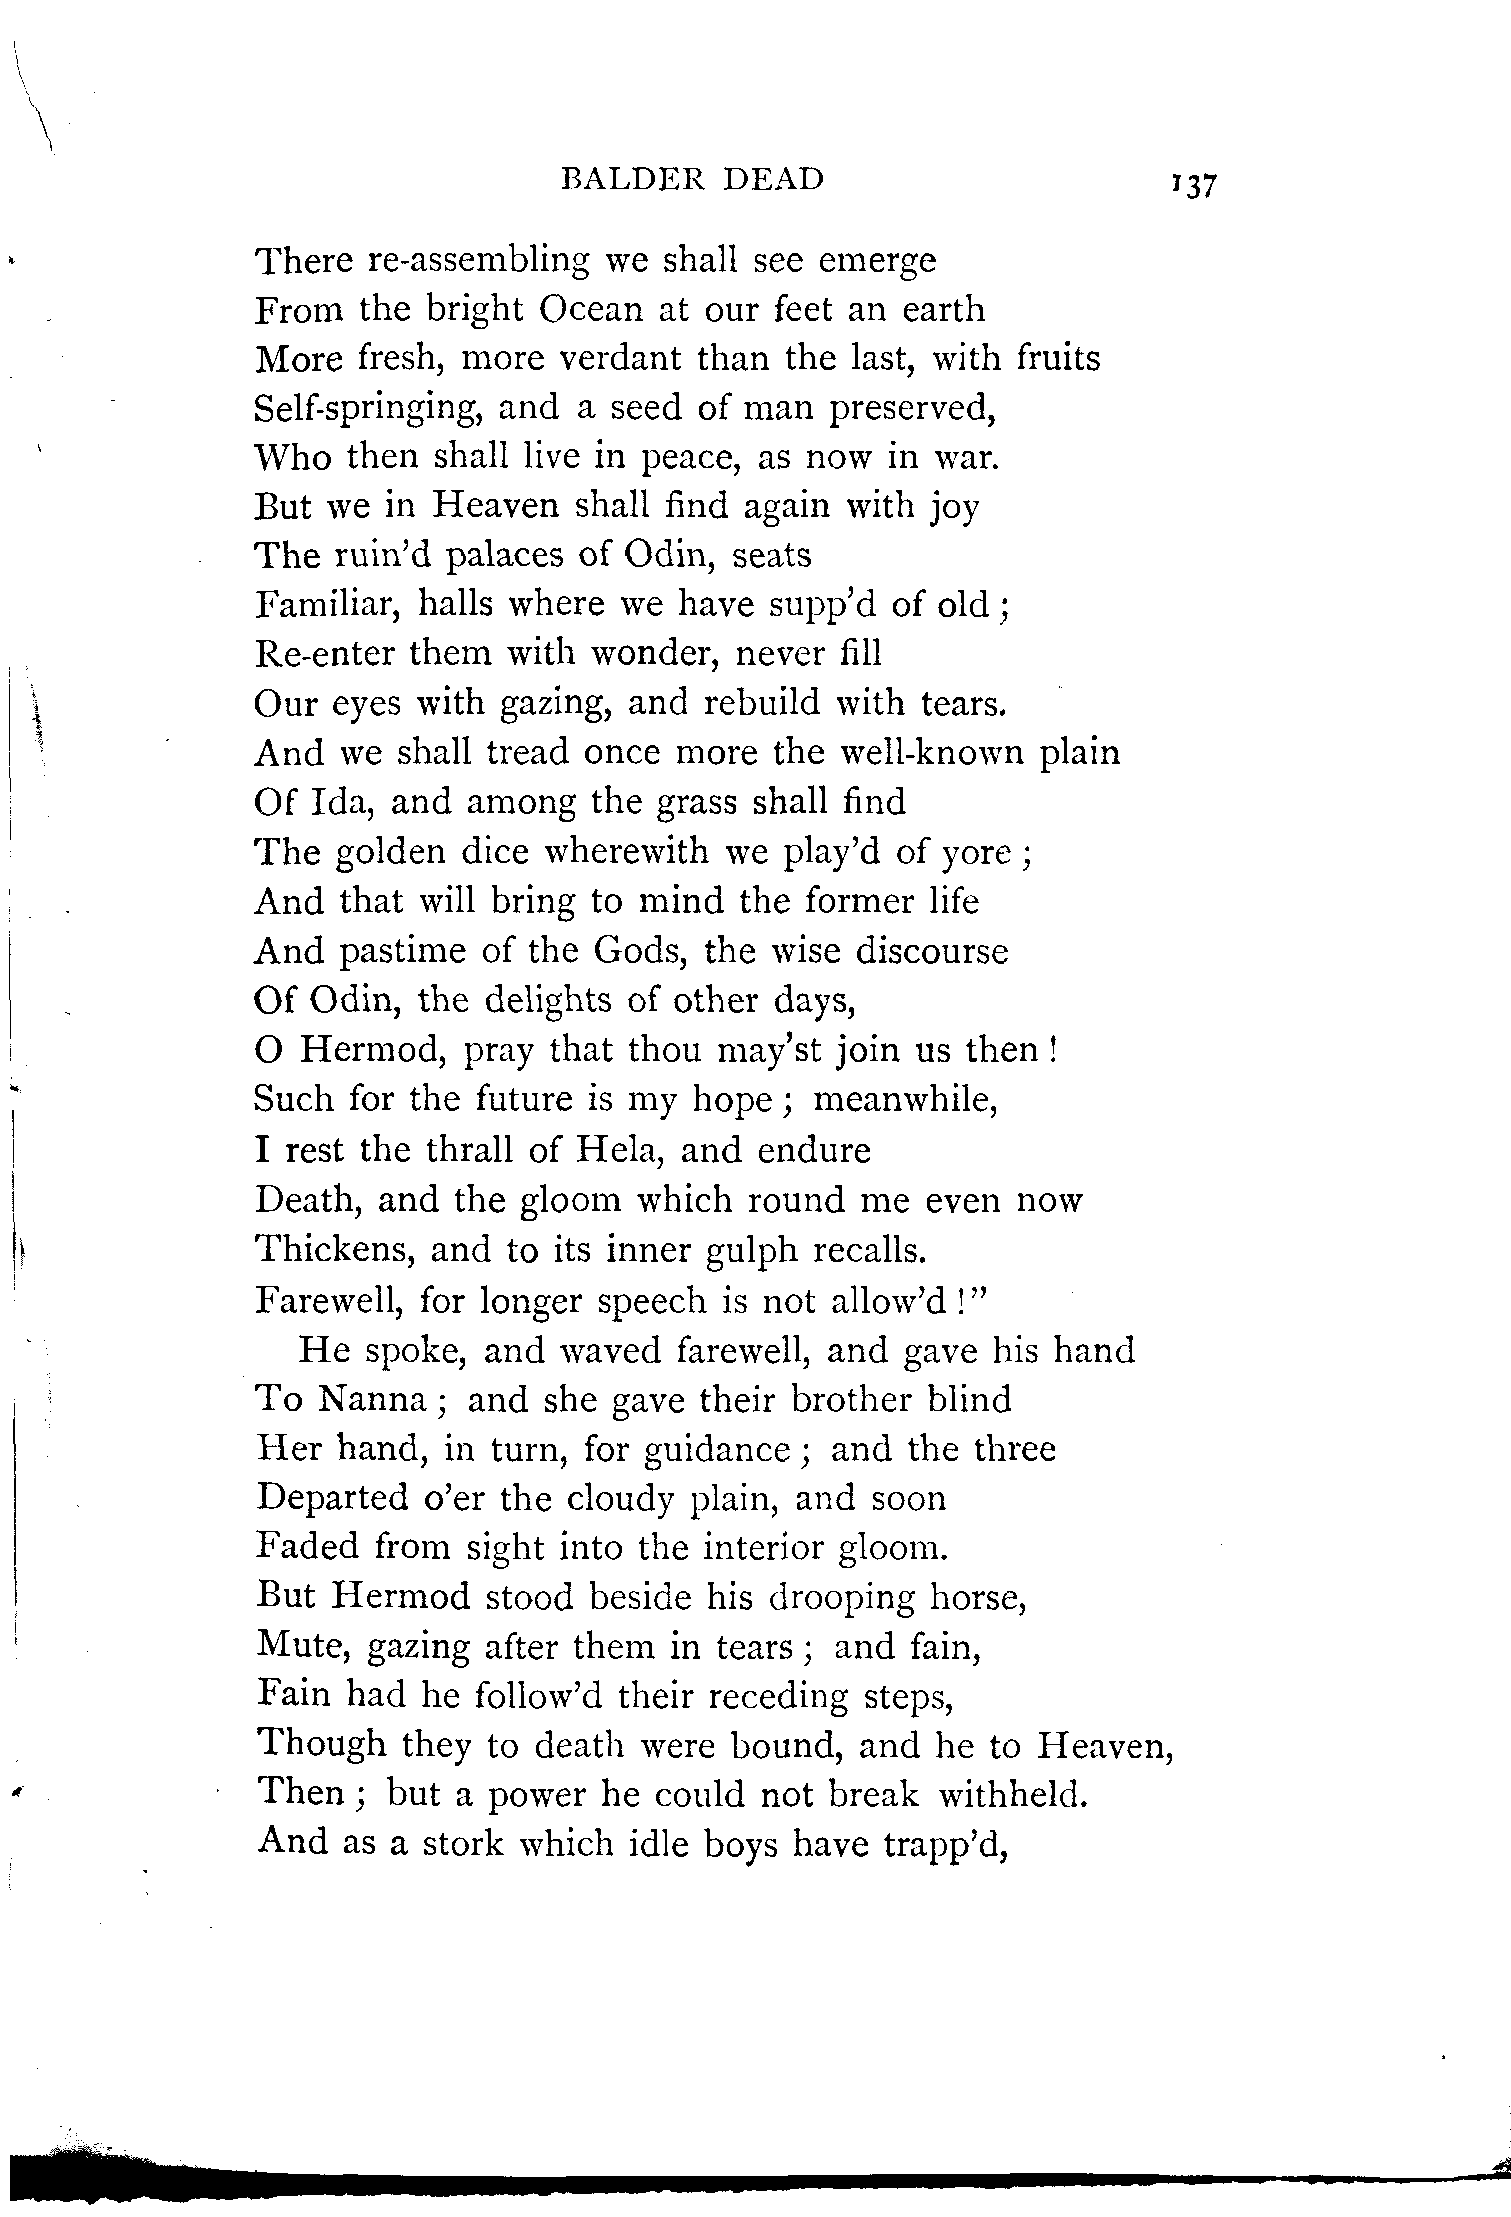 BALDER DEAD 137
There re-assembling we shall see emerge
From the bright Ocean at our feet an earth
More fresh, more verdant than the last, with fruits
Self-springing, and a seed of man preserved,
Who then shall live in peace, as now in war.
But we in Heaven shall find again with joy
The ruin’d palaces of Odin, seats
Familiar, halls where we have supp’d of old ;
Re-enter them with wonder, never fill
Our eyes with gazing, and rebuild with tears.
And we shall tread once more the well-known plain
Of Ida, and among the grass shall find
The golden dice wherewith we play’d of yore ;
And that will bring to mind the former life
And pastime of the Gods, the wise discourse
Of Odin, the delights of other days,
O Hermod, pray that thou may’st join us then !
Such for the future is my hope ; meanwhile,
I rest the thrall of Hela, and endure
Death, and the gloom which round me even now
Thickens, and to its inner gulph recalls.
Farewell, for longer speech is not allow’d !”
He spoke, and waved farewell, and gave his hand
To Nanna ; and she gave their brother blind
Her hand, in turn, for guidance ; and the three
Departed o’er the cloudy plain, and soon
Faded from sight into the interior gloom.
But Hermod stood beside his drooping horse,
Mute, gazing after them in tears ; and fain,
Fain had he follow’d their receding steps,
Though they to death were bound, and he to Heaven,
Then ; but a power he could not break withheld.
And as a stork which idle boys have trapp’d,